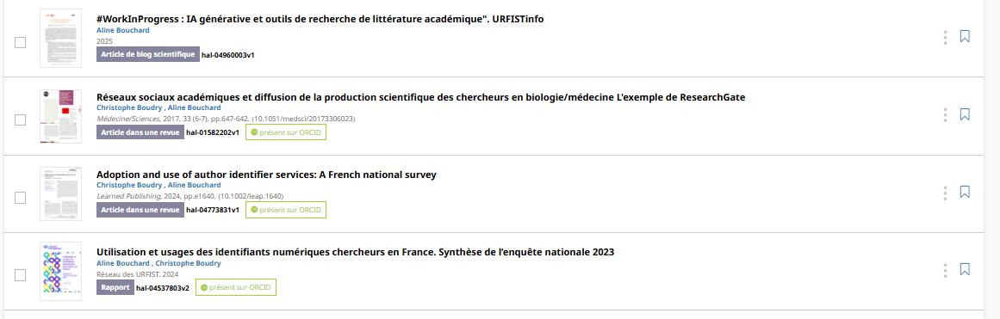 #WorkInProgress : IA générative et outils de recherche de littérature académique". URFISTinfo
Aline Bouchard
2025
Article de blog scientifique hal-04960003v1
Réseaux sociaux académiques et diffusion de la production scientifique des chercheurs en biologie/médecine L'exemple de ResearchGate
Christophe Boudry , Aline Bouchard
Médecine/Sciences, 2017, 33 (6-7), pp.647-642. ⟨10.1051/medsci/20173306023⟩
Article dans une revue hal-01582202v1 présent sur ORCID
Adoption and use of author identifier services: A French national survey
Christophe Boudry , Aline Bouchard
Learned Publishing, 2024, pp.e1640. ⟨10.1002/leap.1640⟩
Article dans une revue hal-04773831v1 présent sur ORCID
Utilisation et usages des identifiants numériques chercheurs en France. Synthèse de l'enquête nationale 2023
Aline Bouchard , Christophe Boudry
Réseau des URFIST. 2024
Rapport hal-04537803v2 présent sur ORCID